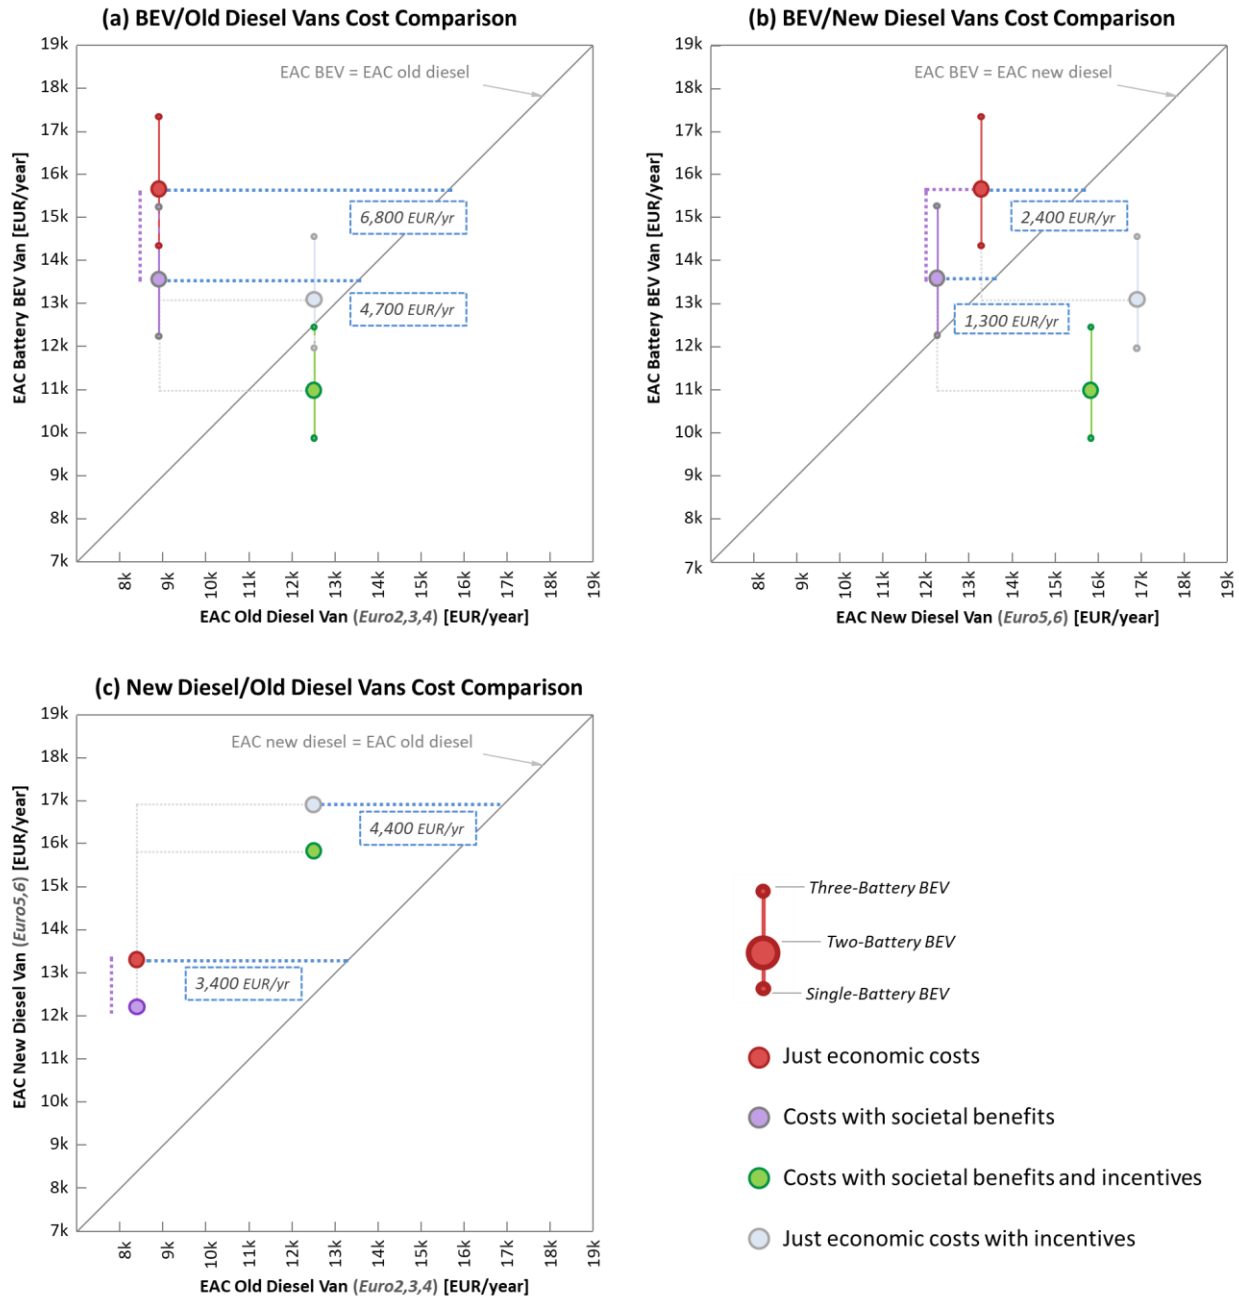 (a) BEV/Old Diesel Vans Cost Comparison
19k
18k
17k
16k
15k
14k
13k
12k
11k
10k
9k
8k
7k
EAC Battery BEV Van [EUR/year]
EAC BEV = EAC old diesel
6,800 EUR/yr
4,700 EUR/yr
8k
9k
10k
11k
12k
13k
14k
15k
16k
17k
18k
19k
EAC Old Diesel Van (Euro2,3,4) [EUR/year]
(b) BEV/New Diesel Vans Cost Comparison
19k
18k
17k
16k
15k
14k
13k
12k
11k
10k
9k
8k
7k
EAC Battery BEV Van [EUR/year]
EAC BEV = EAC new diesel
2,400 EUR/yr
1,300 EUR/yr
8k
9k
10k
11k
12k
13k
16k
17k
18k
19k
EAC New Diesel Van (Euro5,6) [EUR/year]
(c) New Diesel/Old Diesel Vans Cost Comparison
19k
18k
17k
16k
15k
14k
13k
12k
11k
10k
9k
8k
7k
EAC New Diesel Van (Euro5,6) [EUR/year]
EAC new diesel = EAC old diesel
4,400 EUR/yr
3,400 EUR/yr
8k
9k
10k
11k
12k
13k
14k
15k
16k
17k
18k
19k
EAC Old Diesel Van (Euro2,3,4) [EUR/year]
Three-Battery BEV
Two-Battery BEV
Single-Battery BEV
Just economic costs
Costs with societal benefits
Costs with societal benefits and incentives
Just economic costs with incentives